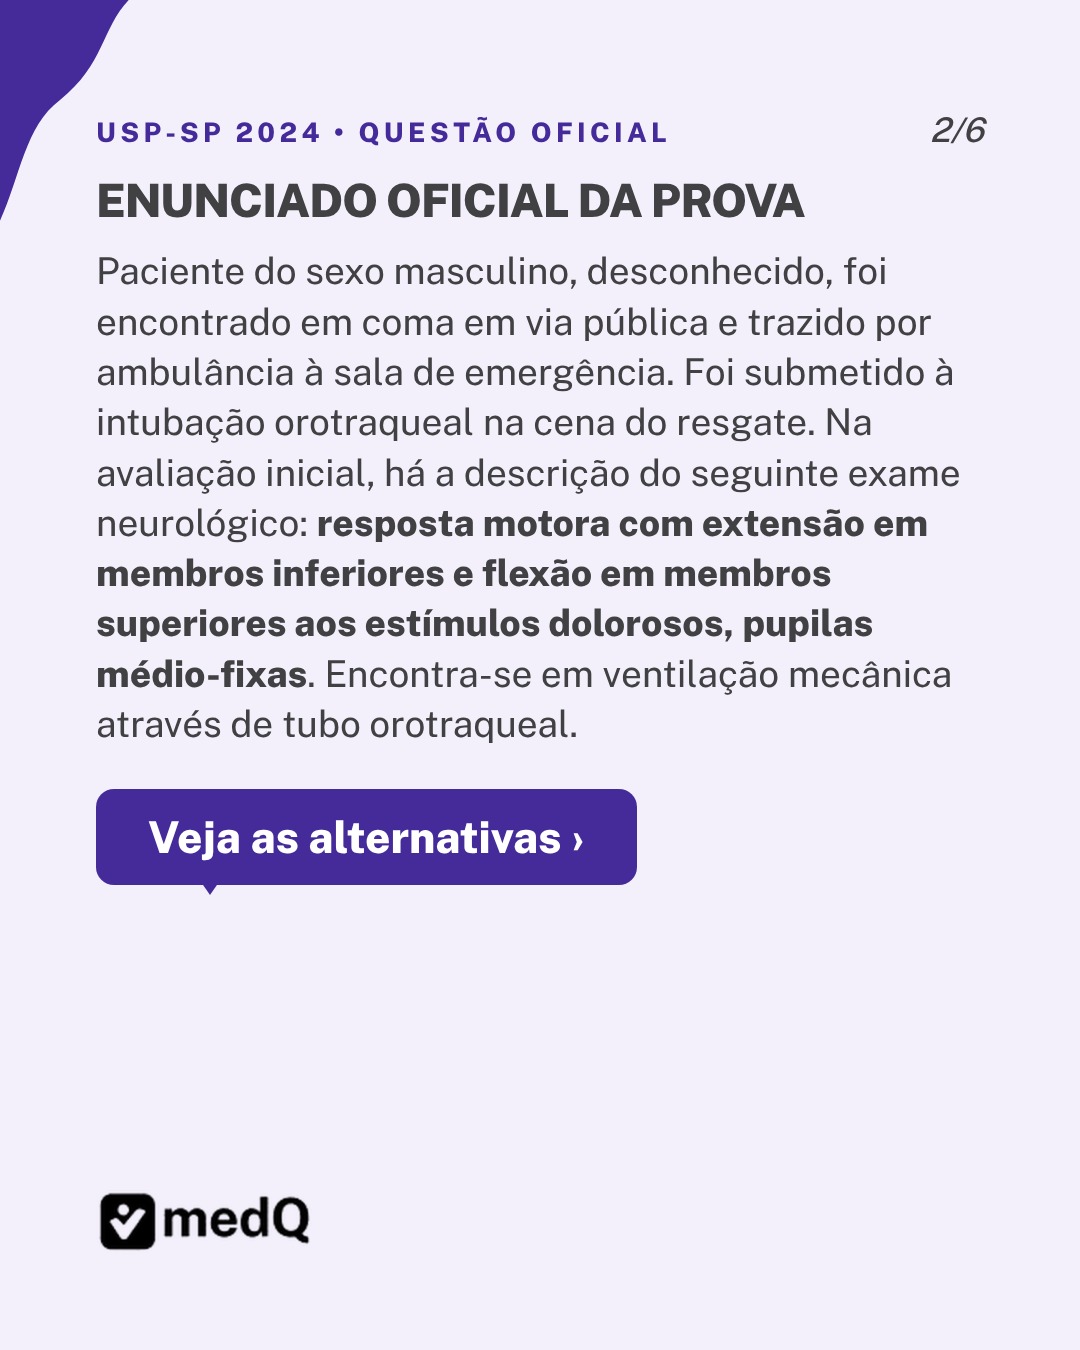 USP-SP 2024 • QUESTÃO OFICIAL
2/6
ENUNCIADO OFICIAL DA PROVA
Paciente do sexo masculino, desconhecido, foi
encontrado em coma em via pública e trazido por
ambulância à sala de emergência. Foi submetido à
intubação orotraqueal na cena do resgate. Na
avaliação inicial, há a descrição do seguinte exame
neurológico: resposta motora com extensão em
membros inferiores e flexão em membros
superiores aos estímulos dolorosos, pupilas
médio-fixas. Encontra-se em ventilação mecânica
através de tubo orotraqueal.
Veja as alternativas ›
medQ